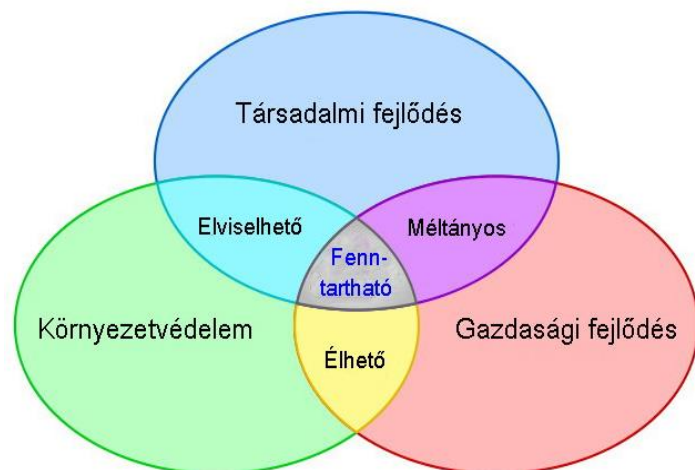 Társadalmi fejlődés
Elviselhető
Méltányos
Fenn-
tartható
Környezetvédelem
Gazdasági fejlődés
Élhető